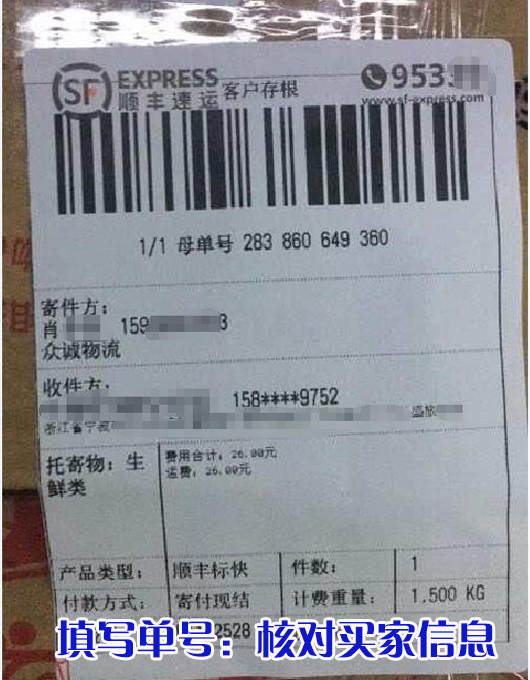 SF EXPRESS
顺丰速运 客户存根
953
www.sf-express.com
1/1 母单号 283 860 649 360
寄件方：
肖 159 3
众诚物流
收件方：
158****9752
浙江省宁波
托寄物：生
鲜类
费用合计：26.00元
运费：26.00元
产品类型： 顺丰标快 件数： 1
付款方式： 寄付现结 计费重量： 1.500 KG
2528
填写单号：核对买家信息